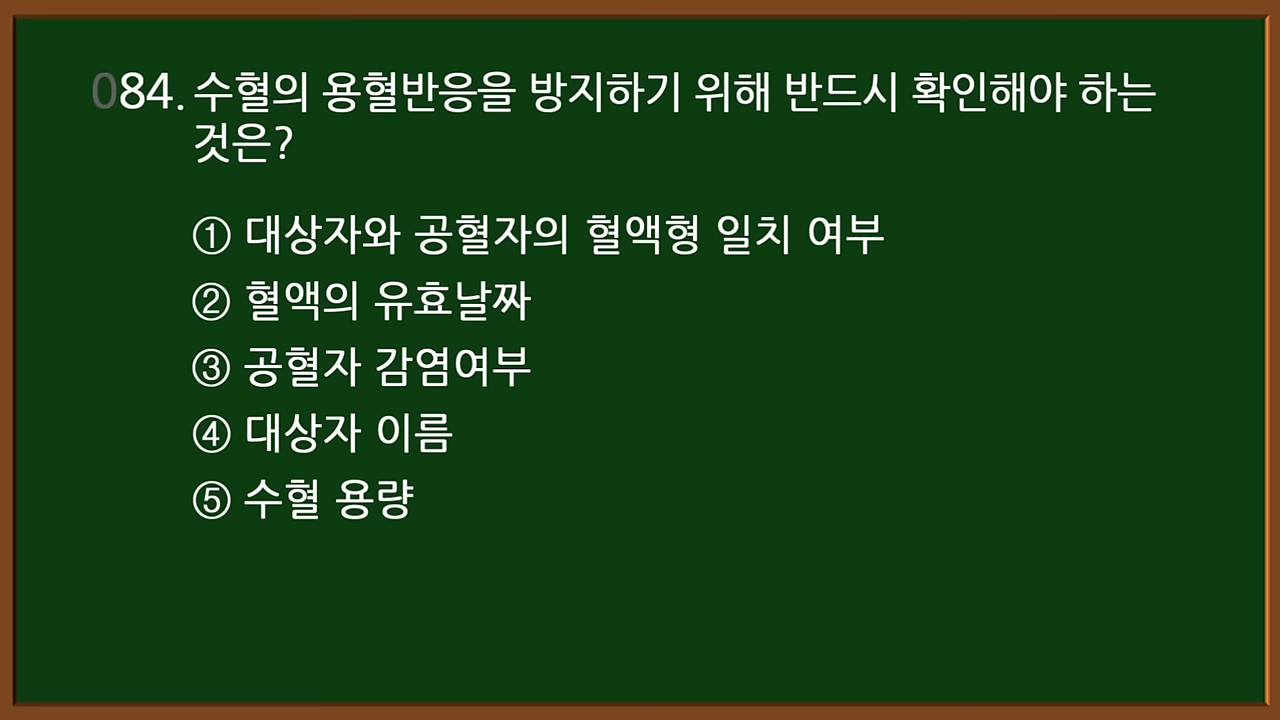 084. 수혈의 용혈반응을 방지하기 위해 반드시 확인해야 하는
것은?
① 대상자와 공혈자의 혈액형 일치 여부
② 혈액의 유효날짜
③ 공혈자 감염여부
④ 대상자 이름
⑤ 수혈 용량